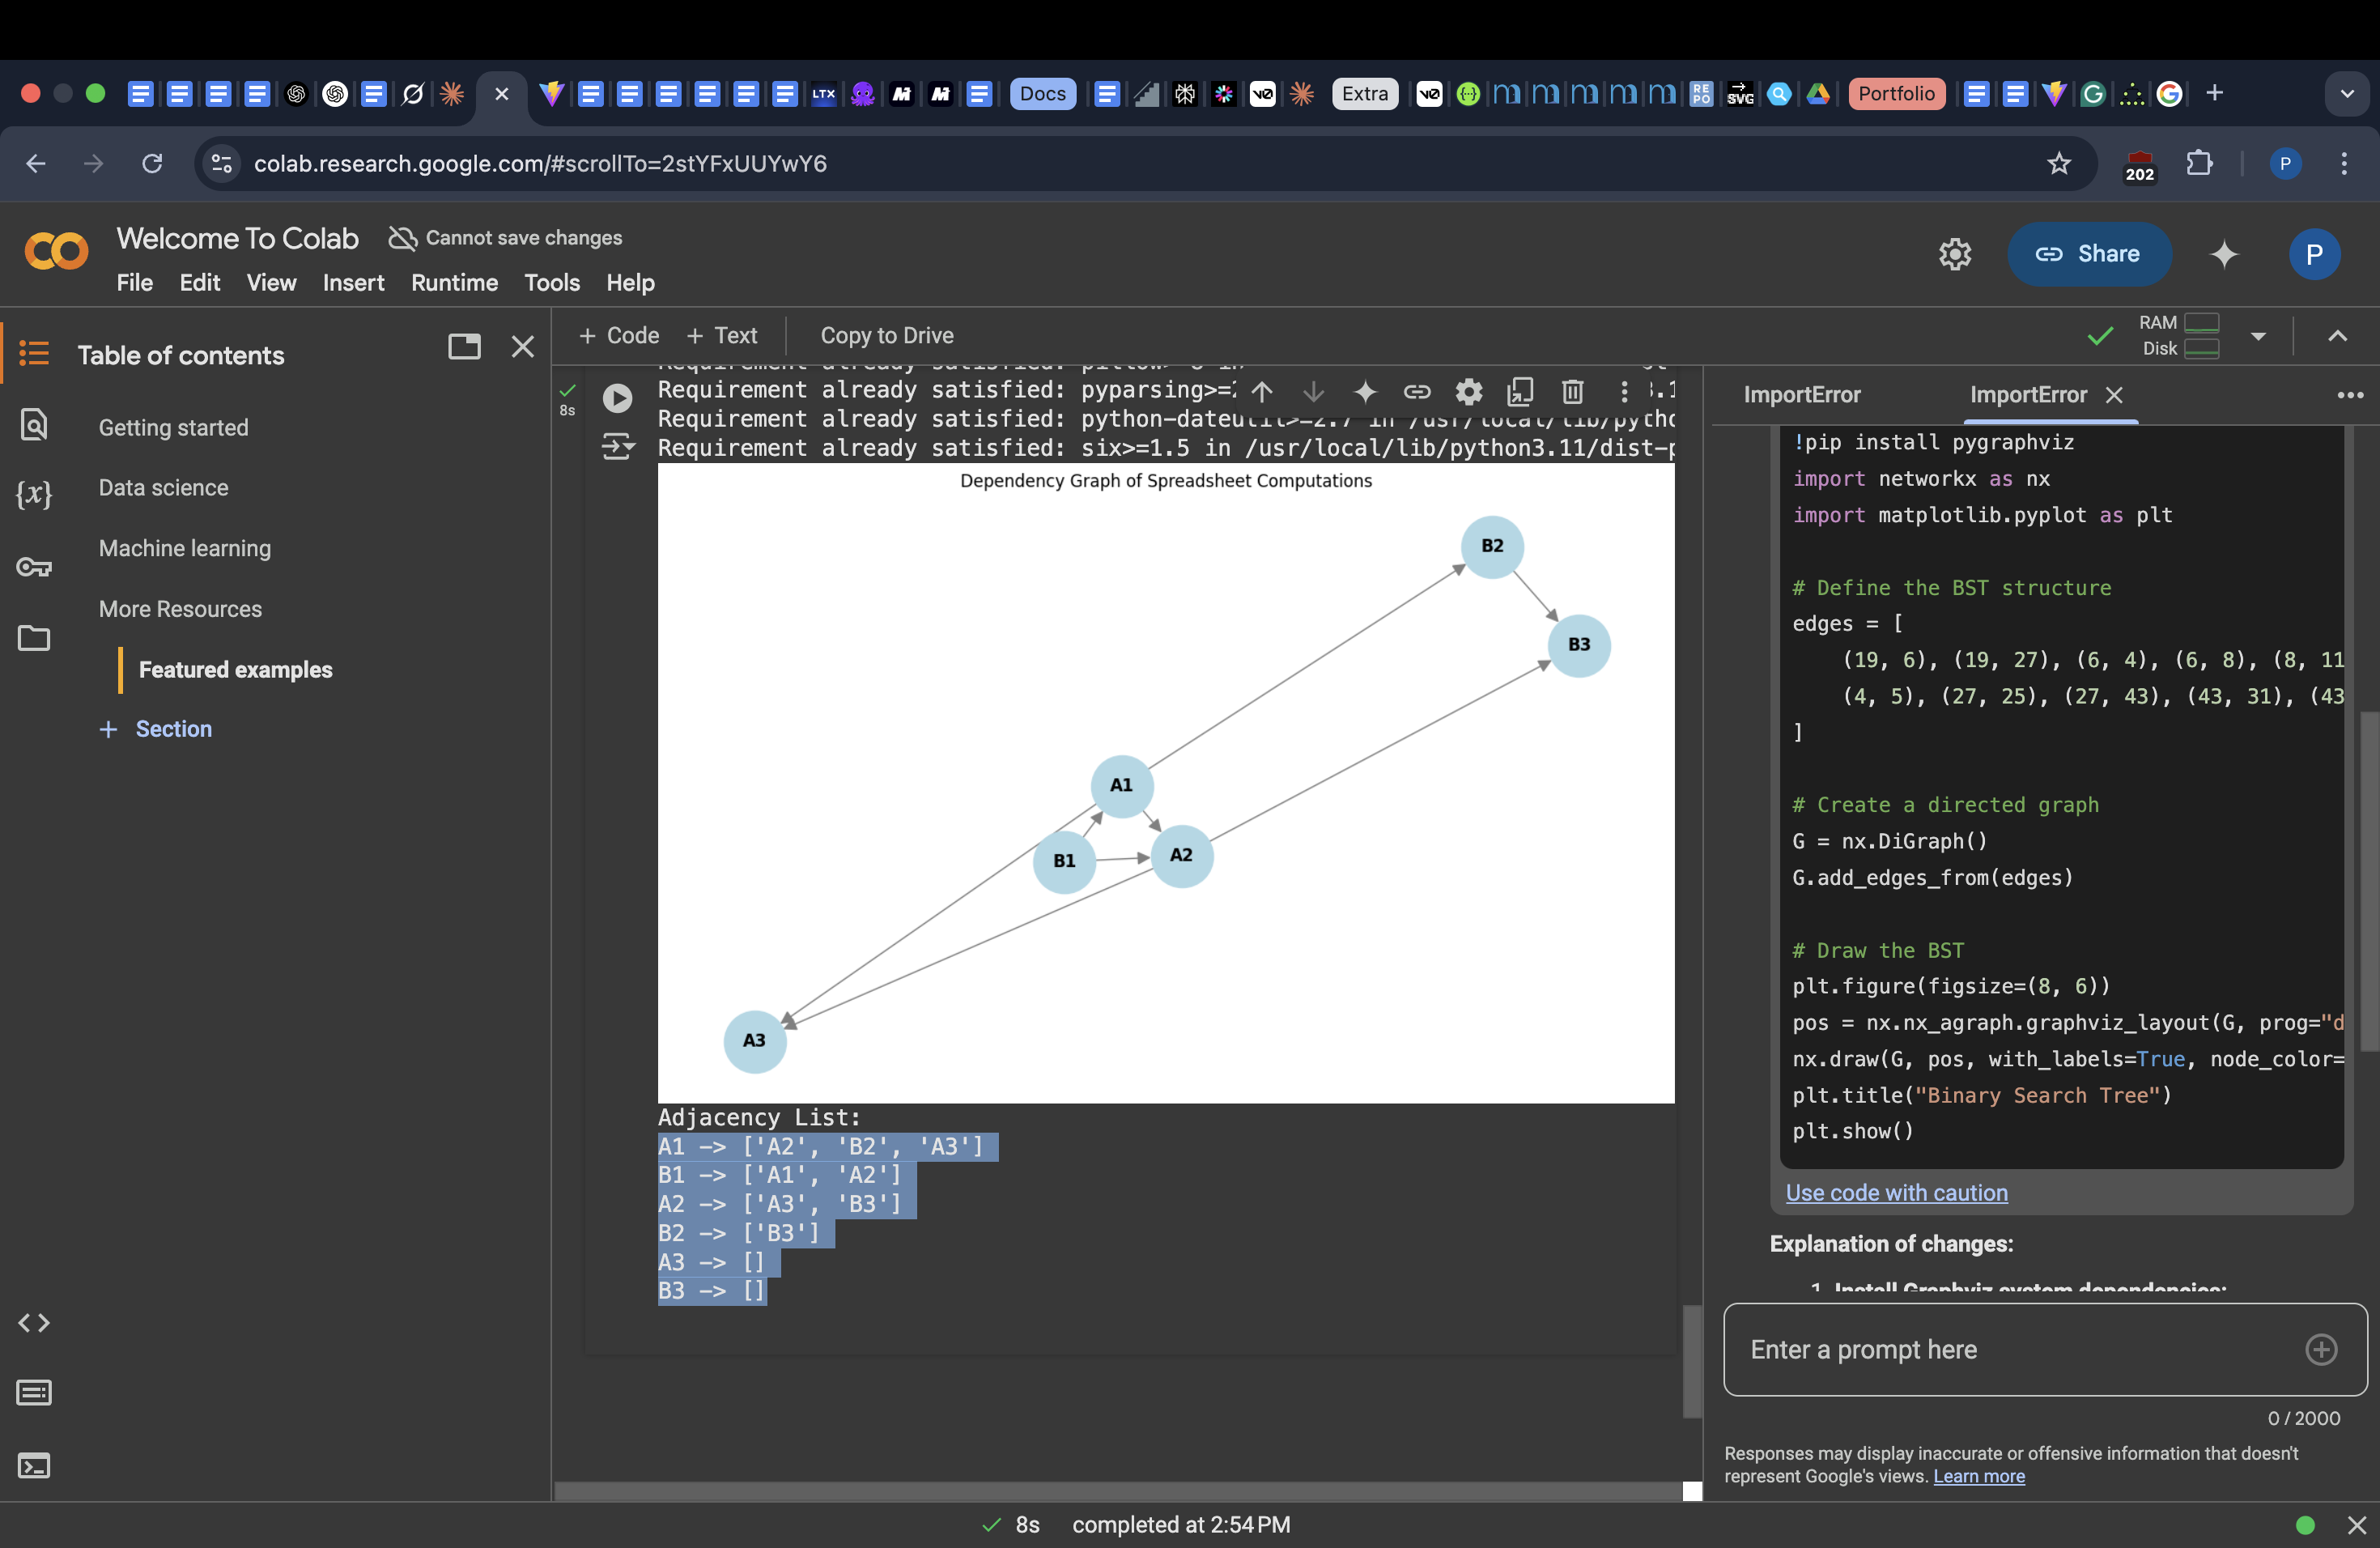 LTX
Docs
Extra
RE
PO
SVG
Portfolio
colab.research.google.com/#scrollTo=2stYFxUUYwY6
202
P
Welcome To Colab
Cannot save changes
File Edit View Insert Runtime Tools Help
Share
P
Table of contents
Getting started
Data science
{x}
Machine learning
More Resources
Featured examples
+ Section
+ Code + Text Copy to Drive
RAM
Disk
8s
Requirement already satisfied: pyparsing>=2
Requirement already satisfied: python-dateutil>=2.7 in /usr/local/lib/pytho
Requirement already satisfied: six>=1.5 in /usr/local/lib/python3.11/dist-p
Dependency Graph of Spreadsheet Computations
B2
B3
A1
B1
A2
A3
Adjacency List:
A1 -> ['A2', 'B2', 'A3']
B1 -> ['A1', 'A2']
A2 -> ['A3', 'B3']
B2 -> ['B3']
A3 -> []
B3 -> []
ImportError
ImportError
!pip install pygraphviz
import networkx as nx
import matplotlib.pyplot as plt
# Define the BST structure
edges = [
(19, 6), (19, 27), (6, 4), (6, 8), (8, 11
(4, 5), (27, 25), (27, 43), (43, 31), (43
]
# Create a directed graph
G = nx.DiGraph()
G.add_edges_from(edges)
# Draw the BST
plt.figure(figsize=(8, 6))
pos = nx.nx_agraph.graphviz_layout(G, prog="d
nx.draw(G, pos, with_labels=True, node_color=
plt.title("Binary Search Tree")
plt.show()
Use code with caution
Explanation of changes:
1. Install Graphviz system dependencies:
Enter a prompt here
0 / 2000
Responses may display inaccurate or offensive information that doesn't
represent Google's views. Learn more
8s completed at 2:54 PM